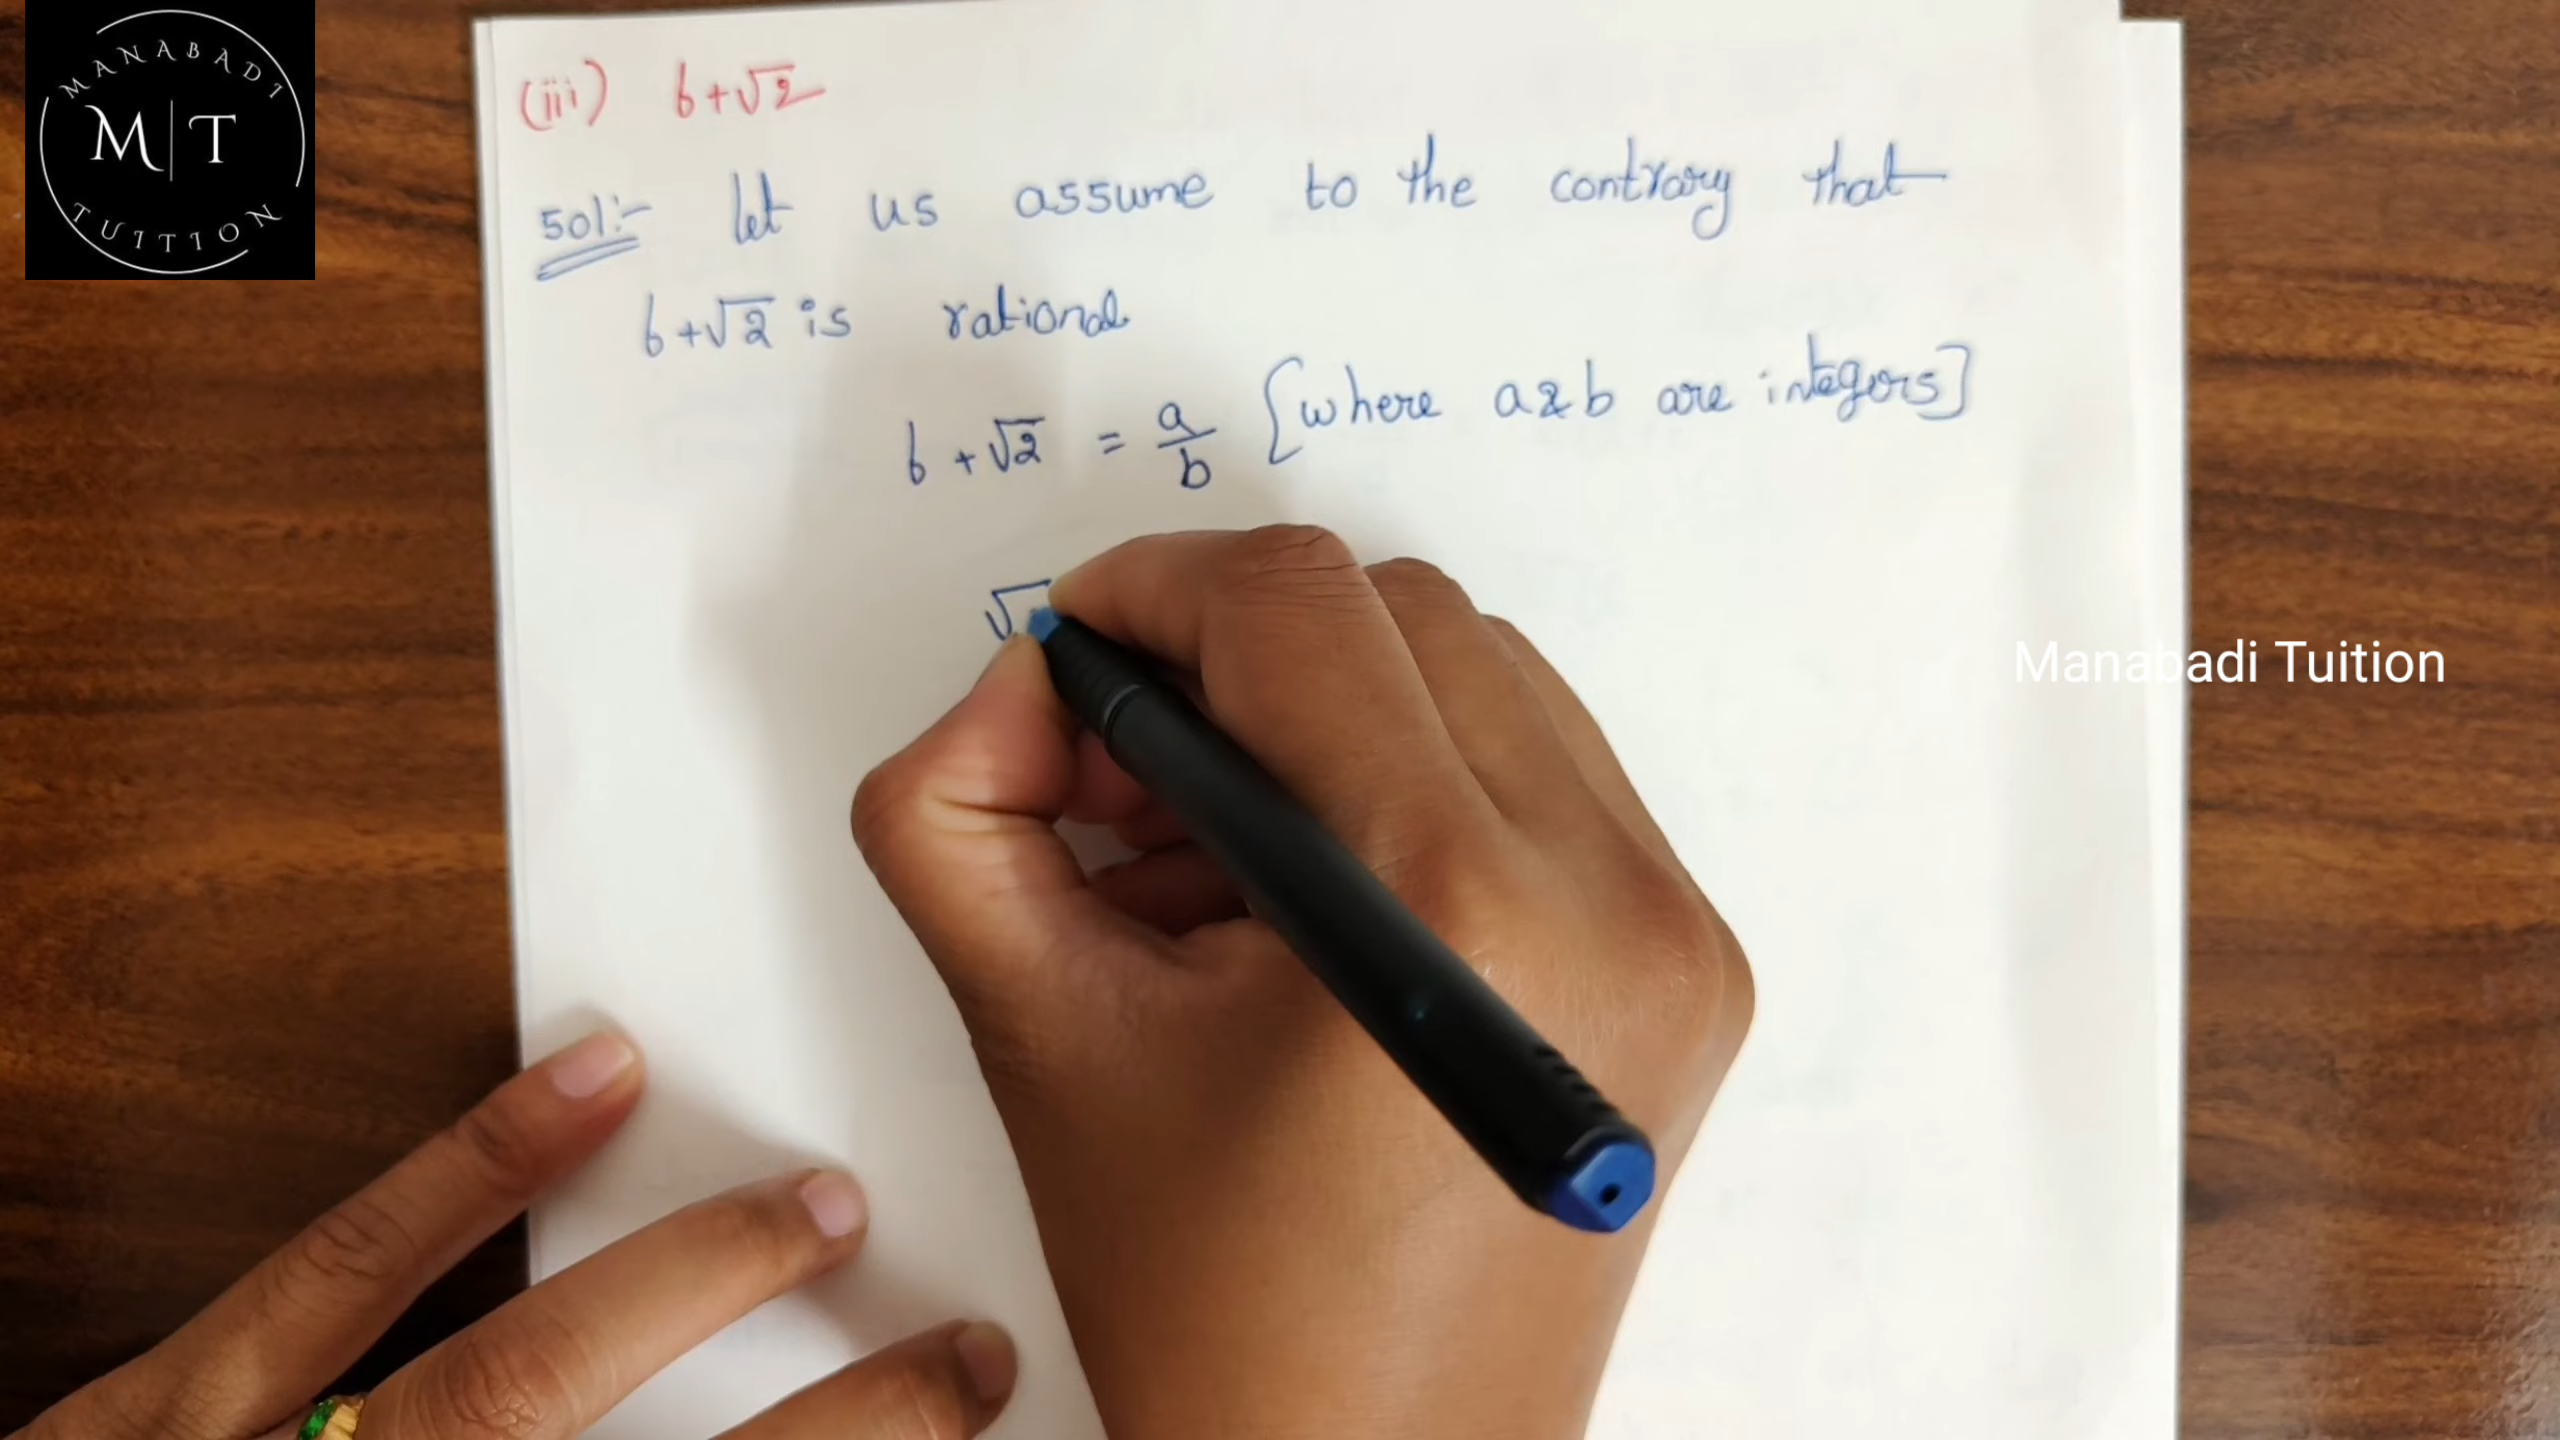 MANABADI
M|T
TUITION
(iii) 6+√2
Sol:- let us assume to the contrary that
6+√2 is rational
6+√2 = a/b [where a & b are integers]
√
Manabadi Tuition